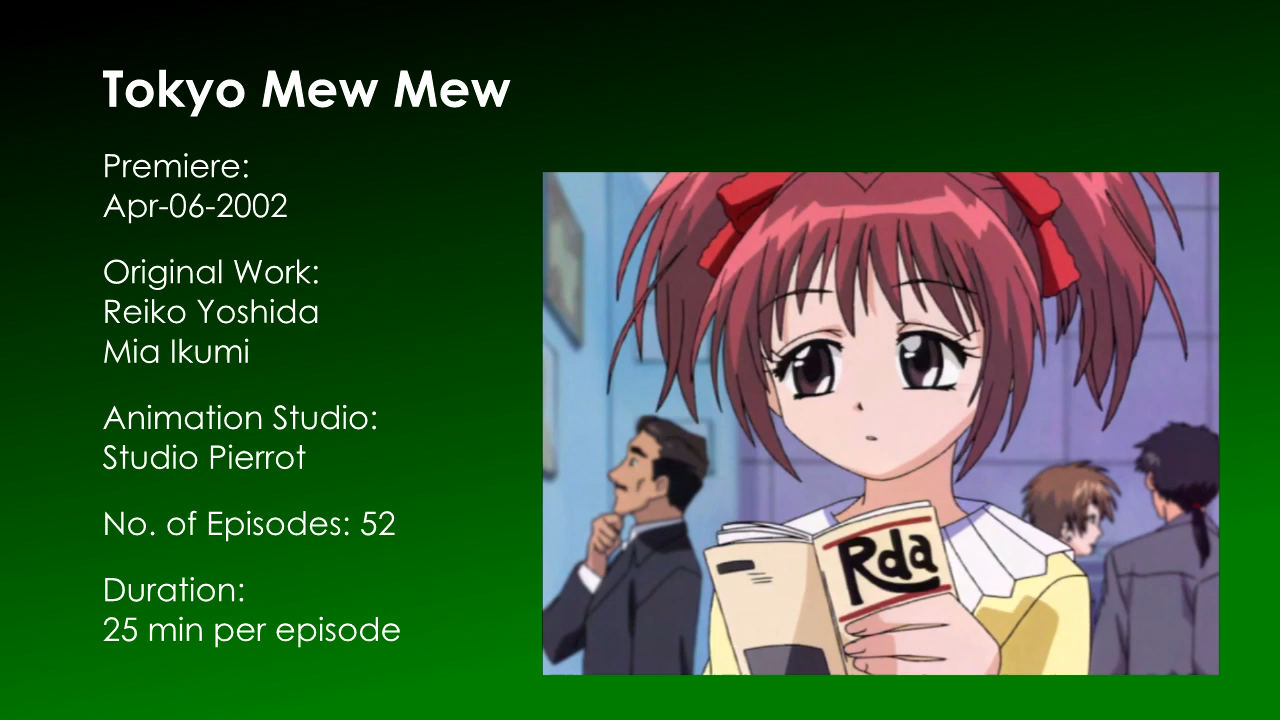 Tokyo Mew Mew
Premiere:
Apr-06-2002
Original Work:
Reiko Yoshida
Mia Ikumi
Animation Studio:
Studio Pierrot
No. of Episodes: 52
Duration:
25 min per episode
Rda